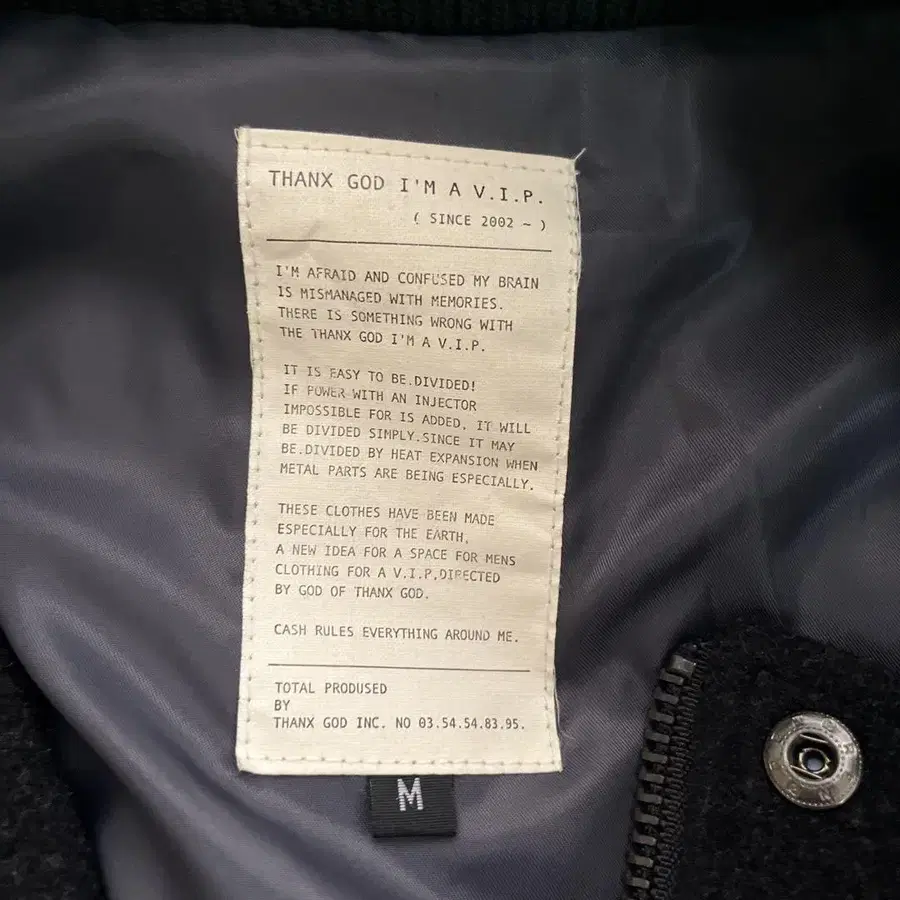 THANX GOD I'M A V.I.P.
( SINCE 2002 ~ )
I'M AFRAID AND CONFUSED MY BRAIN
IS MISMANAGED WITH MEMORIES.
THERE IS SOMETHING WRONG WITH
THE THANX GOD I'M A V.I.P.
IT IS EASY TO BE.DIVIDED!
IF POWER WITH AN INJECTOR
IMPOSSIBLE FOR IS ADDED, IT WILL
BE DIVIDED SIMPLY.SINCE IT MAY
BE.DIVIDED BY HEAT EXPANSION WHEN
METAL PARTS ARE BEING ESPECIALLY.
THESE CLOTHES HAVE BEEN MADE
ESPECIALLY FOR THE EARTH,
A NEW IDEA FOR A SPACE FOR MENS
CLOTHING FOR A V.I.P,DIRECTED
BY GOD OF THANX GOD.
CASH RULES EVERYTHING AROUND ME.
TOTAL PRODUSED
BY
THANX GOD INC. NO 03.54.54.83.95.
M